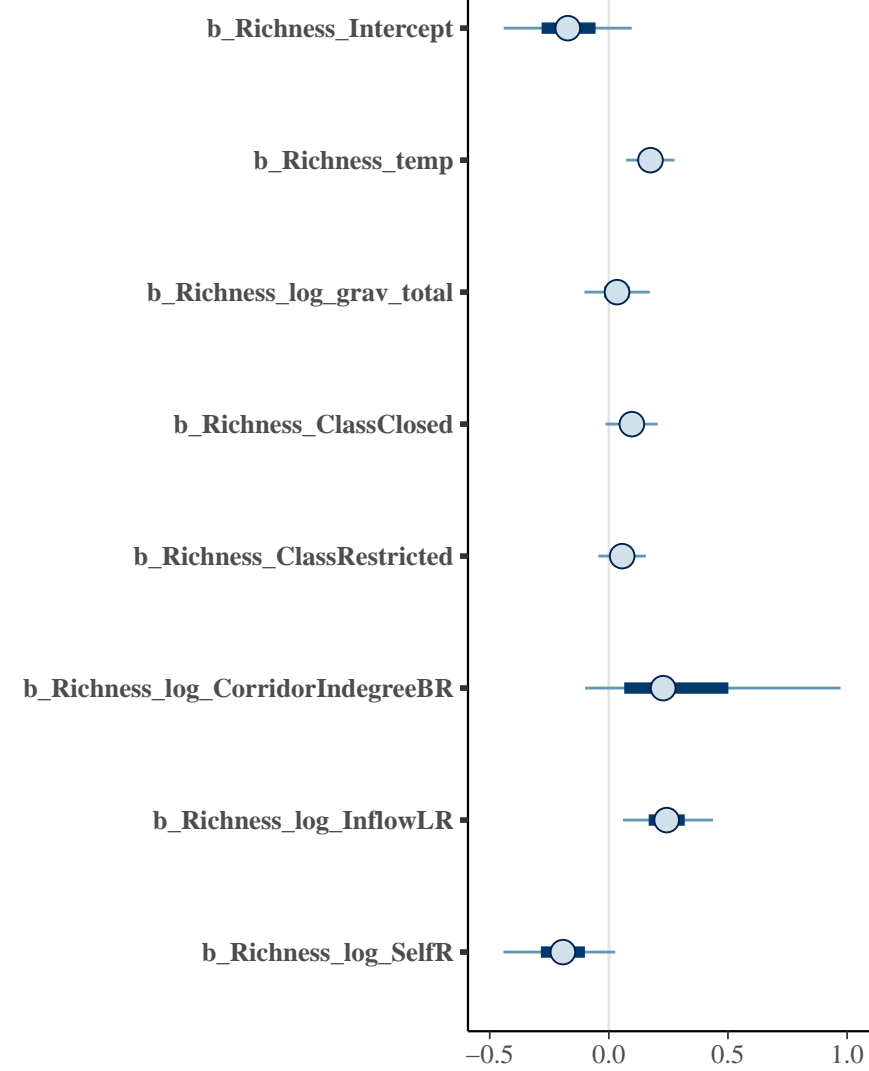 b_Richness_Intercept
b_Richness_temp
b_Richness_log_grav_total
b_Richness_ClassClosed
b_Richness_ClassRestricted
b_Richness_log_CorridorIndegreeBR
b_Richness_log_InflowLR
b_Richness_log_SelfR
−0.5 0.0 0.5 1.0